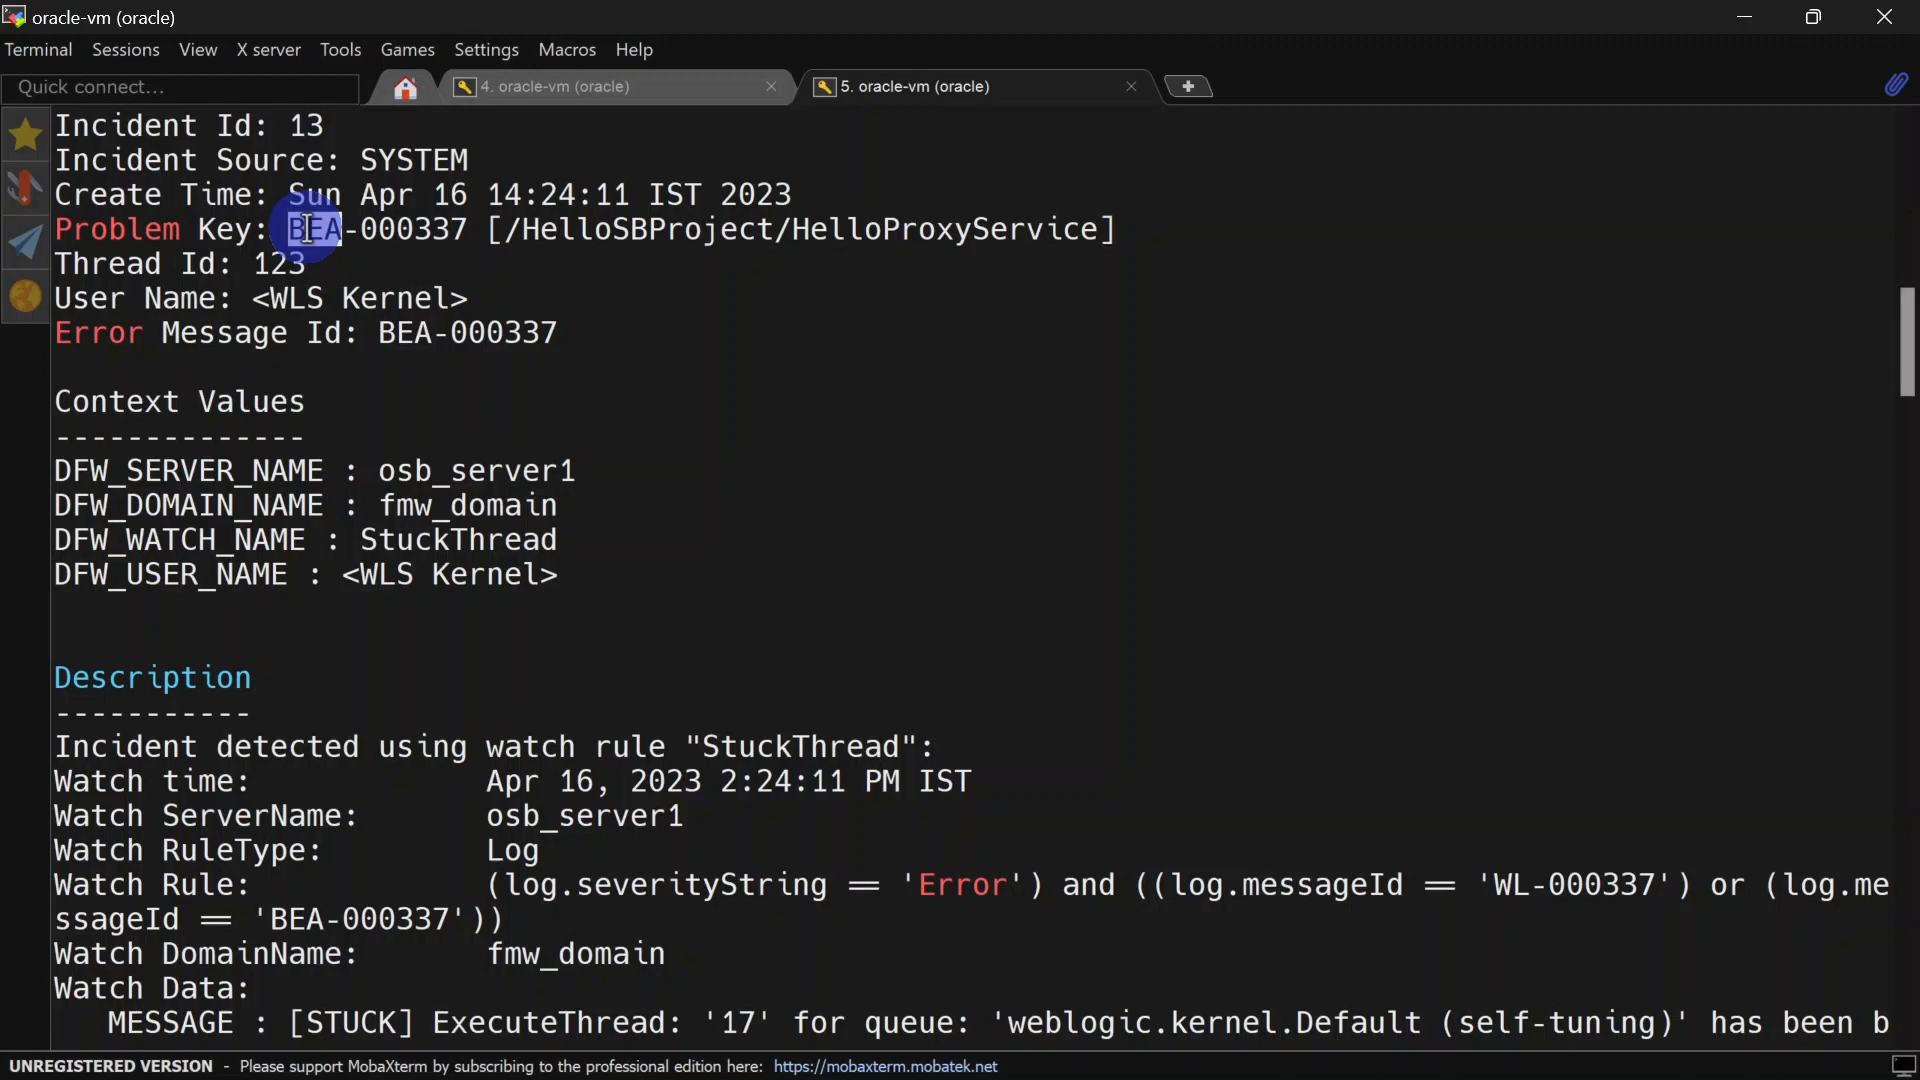 oracle-vm (oracle)
Terminal Sessions View X server Tools Games Settings Macros Help
Quick connect...
4. oracle-vm (oracle)
5. oracle-vm (oracle)
Incident Id: 13
Incident Source: SYSTEM
Create Time: Sun Apr 16 14:24:11 IST 2023
Problem Key: BEA-000337 [/HelloSBProject/HelloProxyService]
Thread Id: 123
User Name: <WLS Kernel>
Error Message Id: BEA-000337
Context Values
--------------
DFW_SERVER_NAME : osb_server1
DFW_DOMAIN_NAME : fmw_domain
DFW_WATCH_NAME : StuckThread
DFW_USER_NAME : <WLS Kernel>
Description
-----------
Incident detected using watch rule "StuckThread":
Watch time: Apr 16, 2023 2:24:11 PM IST
Watch ServerName: osb_server1
Watch RuleType: Log
Watch Rule: (log.severityString == 'Error') and ((log.messageId == 'WL-000337') or (log.me
ssageId == 'BEA-000337'))
Watch DomainName: fmw_domain
Watch Data:
MESSAGE : [STUCK] ExecuteThread: '17' for queue: 'weblogic.kernel.Default (self-tuning)' has been b
UNREGISTERED VERSION - Please support MobaXterm by subscribing to the professional edition here: https://mobaxterm.mobatek.net